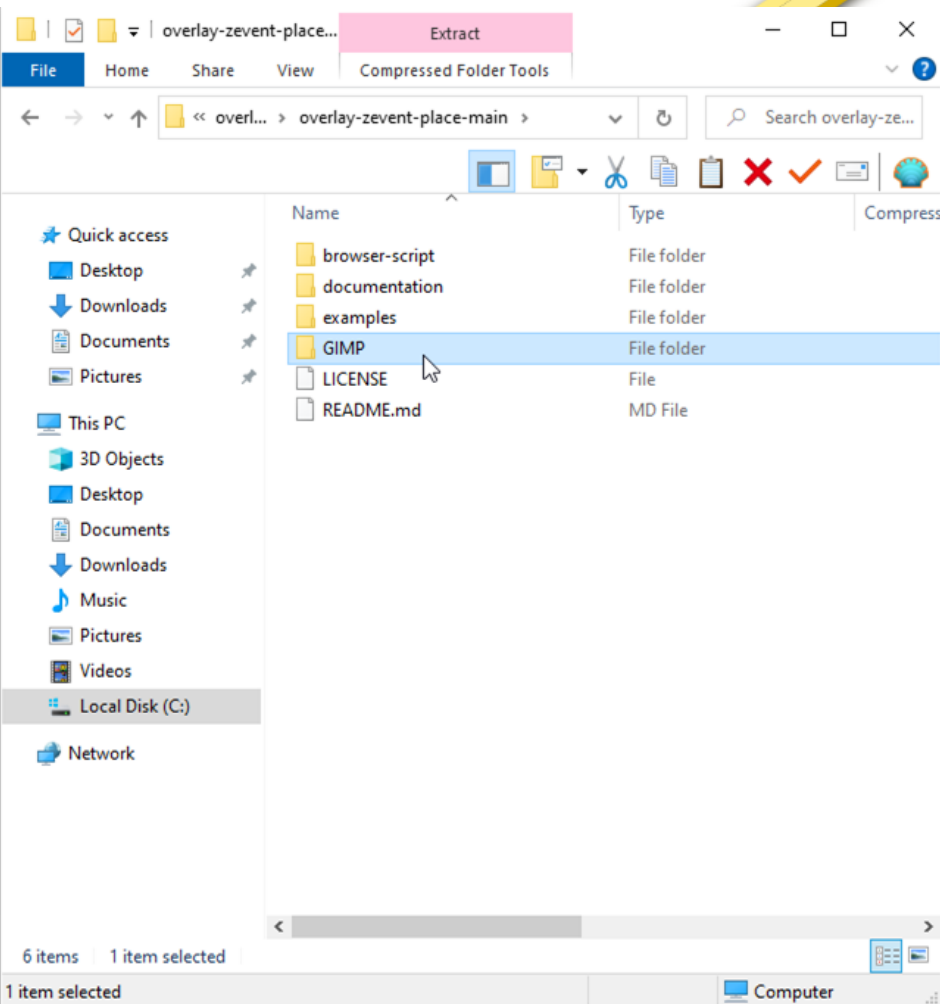 overlay-zevent-place...
Extract
File
Home
Share
View
Compressed Folder Tools
?
« overl... › overlay-zevent-place-main ›
Search overlay-ze...
Name
Type
Compress
Quick access
Desktop
Downloads
Documents
Pictures
This PC
3D Objects
Desktop
Documents
Downloads
Music
Pictures
Videos
Local Disk (C:)
Network
browser-script
File folder
documentation
File folder
examples
File folder
GIMP
File folder
LICENSE
File
README.md
MD File
6 items
1 item selected
1 item selected
Computer